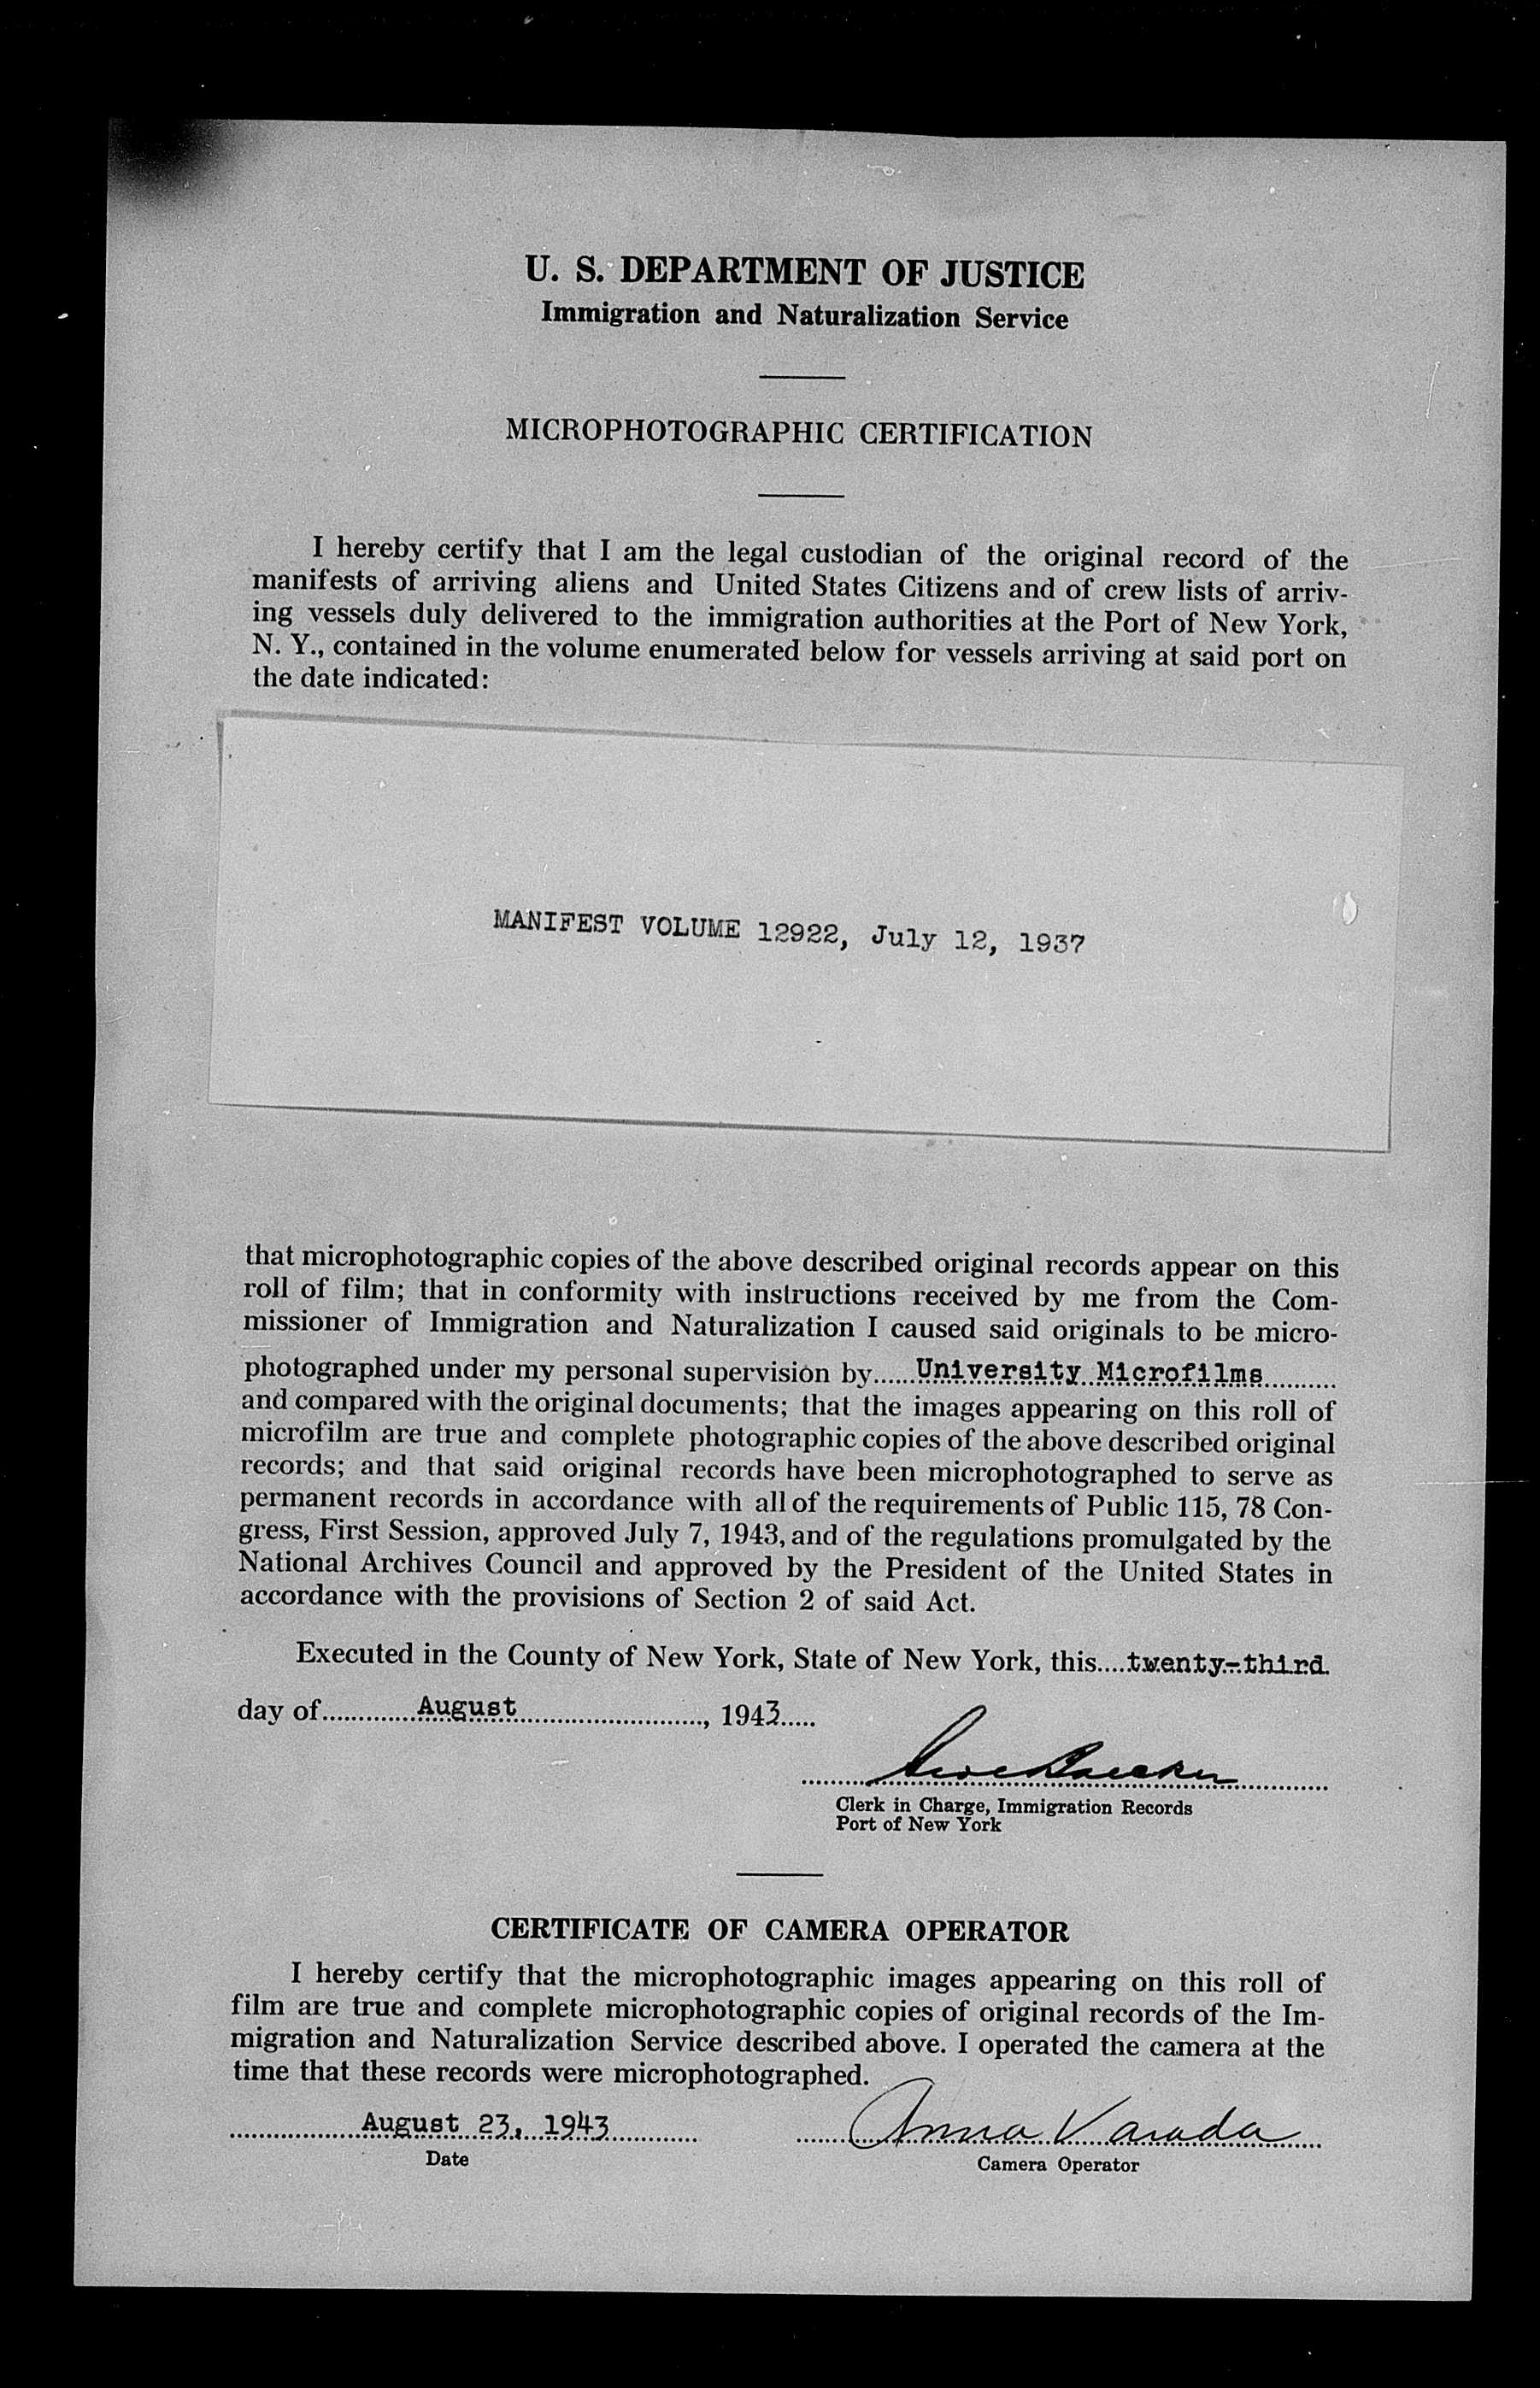 U. S. DEPARTMENT OF JUSTICE
Immigration and Naturalization Service
MICROPHOTOGRAPHIC CERTIFICATION
I hereby certify that I am the legal custodian of the original record of the
manifests of arriving aliens and United States Citizens and of crew lists of arriv-
ing vessels duly delivered to the immigration authorities at the Port of New York,
N. Y., contained in the volume enumerated below for vessels arriving at said port on
the date indicated:
MANIFEST VOLUME 12922, July 12, 1937
that microphotographic copies of the above described original records appear on this
roll of film; that in conformity with instructions received by me from the Com-
missioner of Immigration and Naturalization I caused said originals to be micro-
photographed under my personal supervision by......University Microfilms..........
and compared with the original documents; that the images appearing on this roll of
microfilm are true and complete photographic copies of the above described original
records; and that said original records have been microphotographed to serve as
permanent records in accordance with all of the requirements of Public 115, 78 Con-
gress, First Session, approved July 7, 1943, and of the regulations promulgated by the
National Archives Council and approved by the President of the United States in
accordance with the provisions of Section 2 of said Act.
Executed in the County of New York, State of New York, this....twenty-third.
day of.............August..........................., 1943.....
Clerk in Charge, Immigration Records
Port of New York
CERTIFICATE OF CAMERA OPERATOR
I hereby certify that the microphotographic images appearing on this roll of
film are true and complete microphotographic copies of original records of the Im-
migration and Naturalization Service described above. I operated the camera at the
time that these records were microphotographed.
August 23, 1943 Anna Varada
Date
Camera Operator